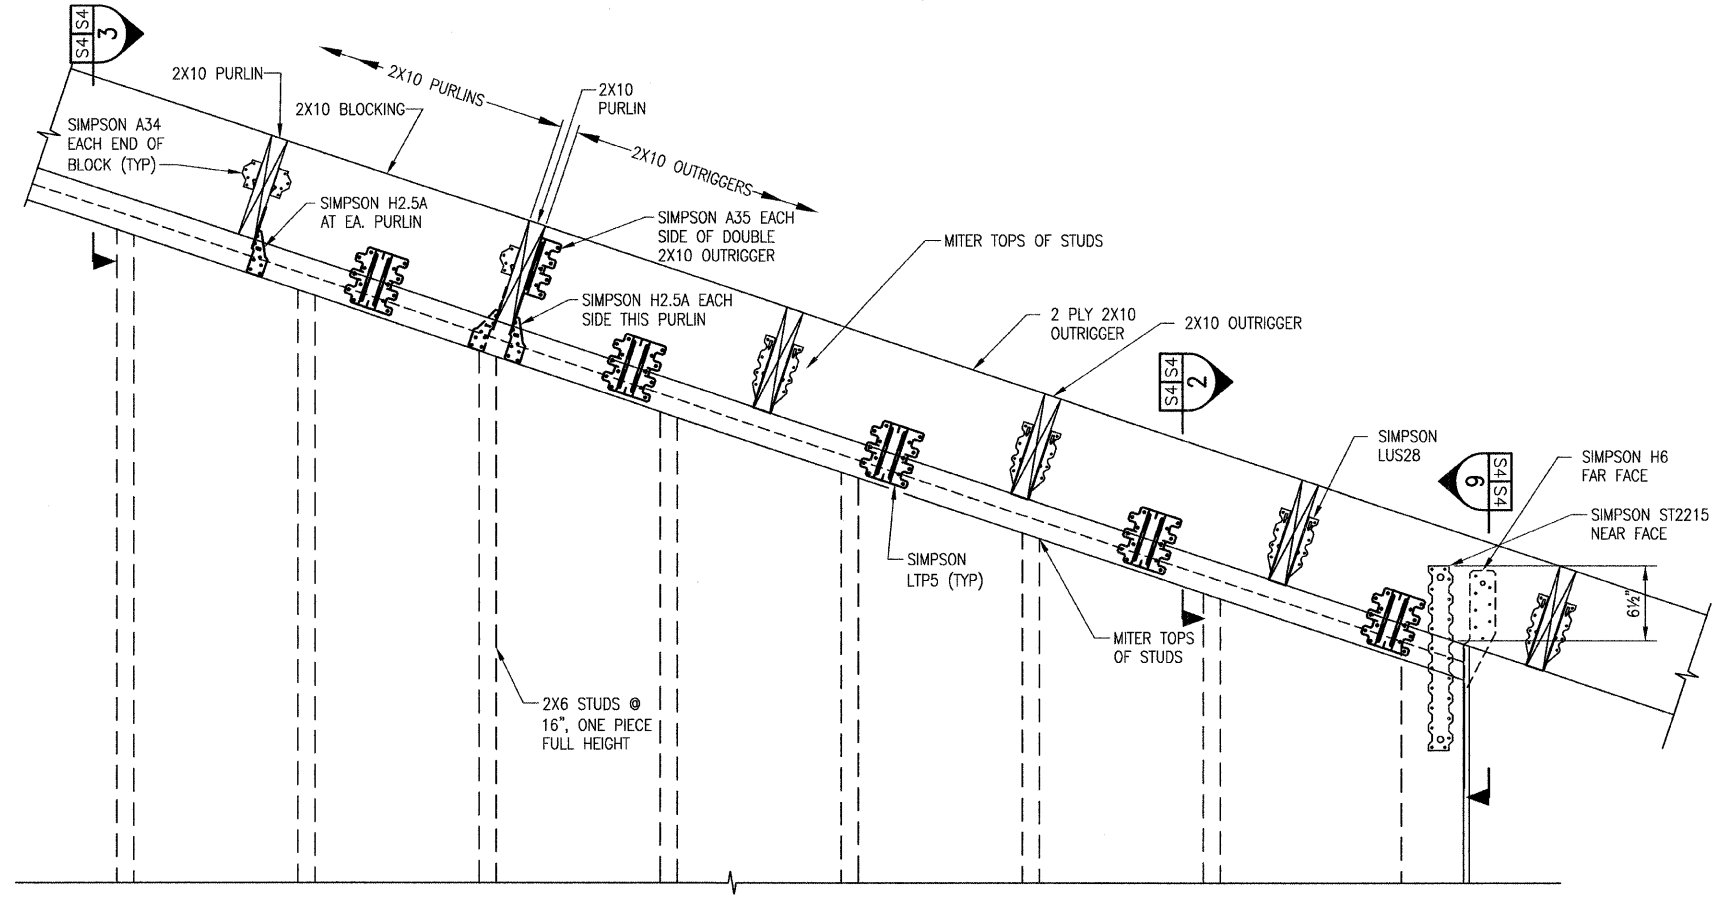 S4 S4
3
2X10 PURLIN
2X10 PURLINS
2X10
PURLIN
2X10 BLOCKING
SIMPSON A34
EACH END OF
BLOCK (TYP)
2X10 OUTRIGGERS
SIMPSON H2.5A
AT EA. PURLIN
SIMPSON A35 EACH
SIDE OF DOUBLE
2X10 OUTRIGGER
MITER TOPS OF STUDS
SIMPSON H2.5A EACH
SIDE THIS PURLIN
2 PLY 2X10
OUTRIGGER
2X10 OUTRIGGER
S4 S4
2
SIMPSON
LUS28
S4 S4
9
SIMPSON H6
FAR FACE
SIMPSON ST2215
NEAR FACE
SIMPSON
LTP5 (TYP)
6½"
MITER TOPS
OF STUDS
2X6 STUDS @
16", ONE PIECE
FULL HEIGHT